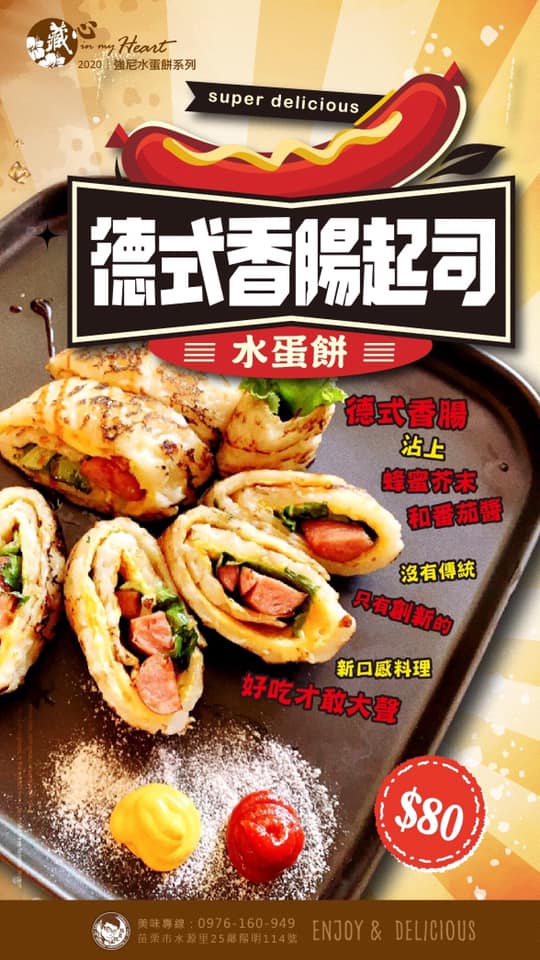 藏心
in my Heart
2020 | 強尼水蛋餅系列
super delicious
德式香腸起司
水蛋餅
德式香腸
沾上
蜂蜜芥末
和番茄醬
沒有傳統
只有創新的
新口感料理
好吃才敢大聲
$80
美味專線：0976-160-949
苗栗市水源里25鄰陽明114號
ENJOY & DELICIOUS